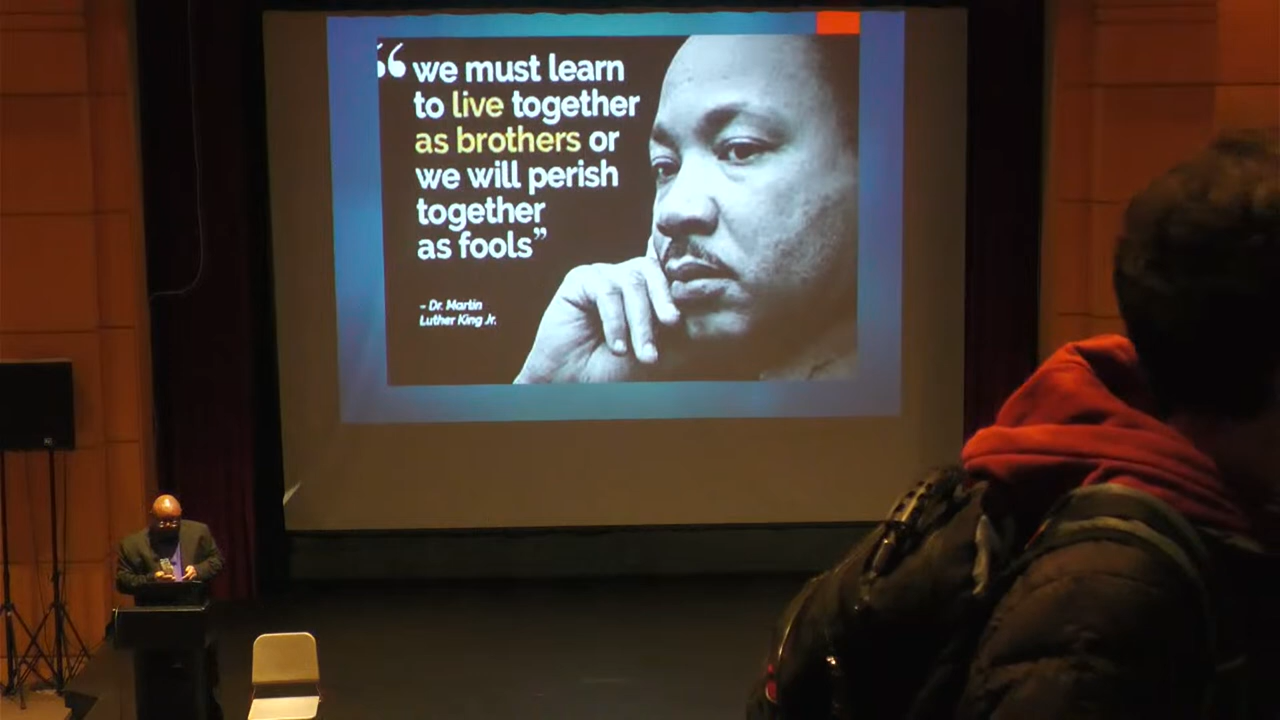 “we must learn
to live together
as brothers or
we will perish
together
as fools”
- Dr. Martin
Luther King Jr.